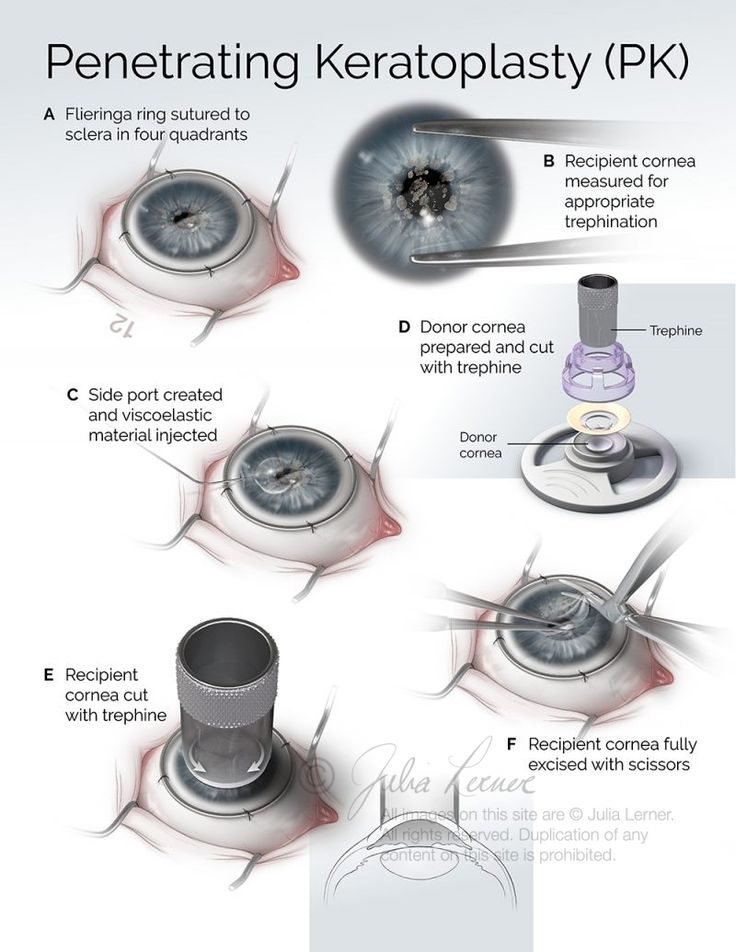 Penetrating Keratoplasty (PK)
A Flieringa ring sutured to
sclera in four quadrants
B Recipient cornea
measured for
appropriate
trephination
12
C Side port created
and viscoelastic
material injected
D Donor cornea
prepared and cut
with trephine
Trephine
Donor
cornea
E Recipient
cornea cut
with trephine
F Recipient cornea fully
excised with scissors
© Julia Lerner
All images on this site are © Julia Lerner.
All rights reserved. Duplication of any
content on this site is prohibited.